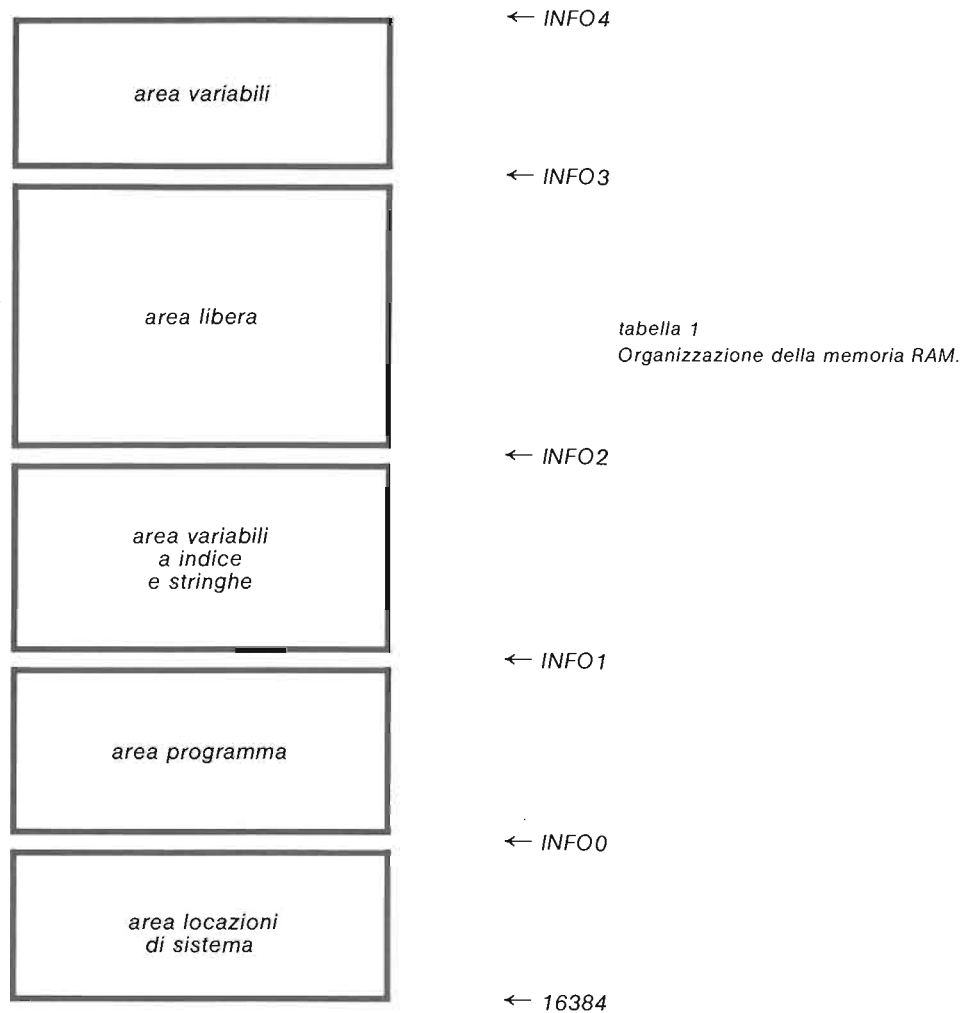 ← INFO4
area variabili
← INFO3
area libera
tabella 1
Organizzazione della memoria RAM.
← INFO2
area variabili
a indice
e stringhe
← INFO1
area programma
← INFO0
area locazioni
di sistema
← 16384